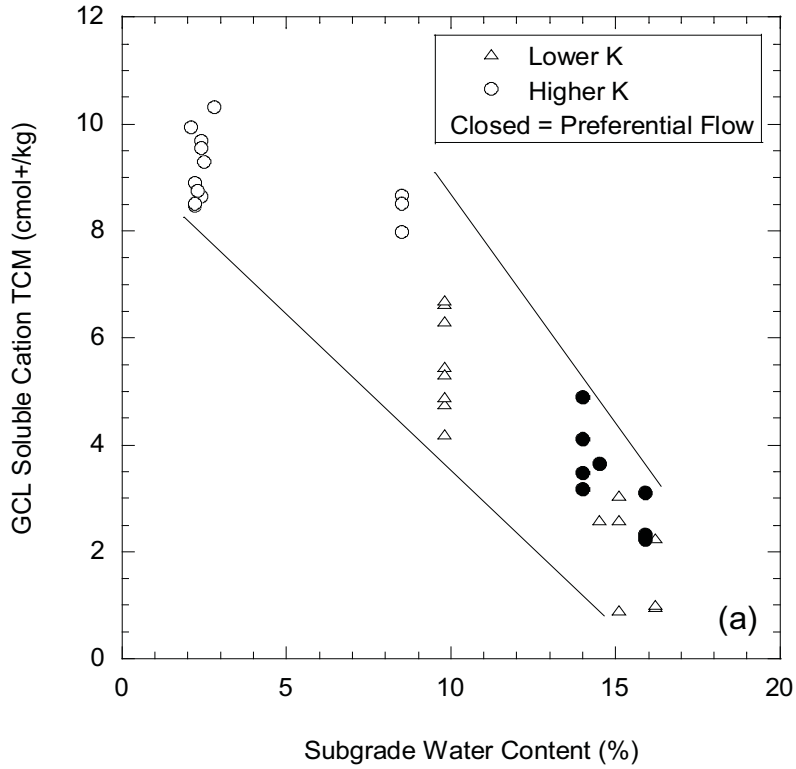 12
10
8
6
4
2
0
GCL Soluble Cation TCM (cmol+/kg)
Lower K
Higher K
Closed = Preferential Flow
(a)
0 5 10 15 20
Subgrade Water Content (%)